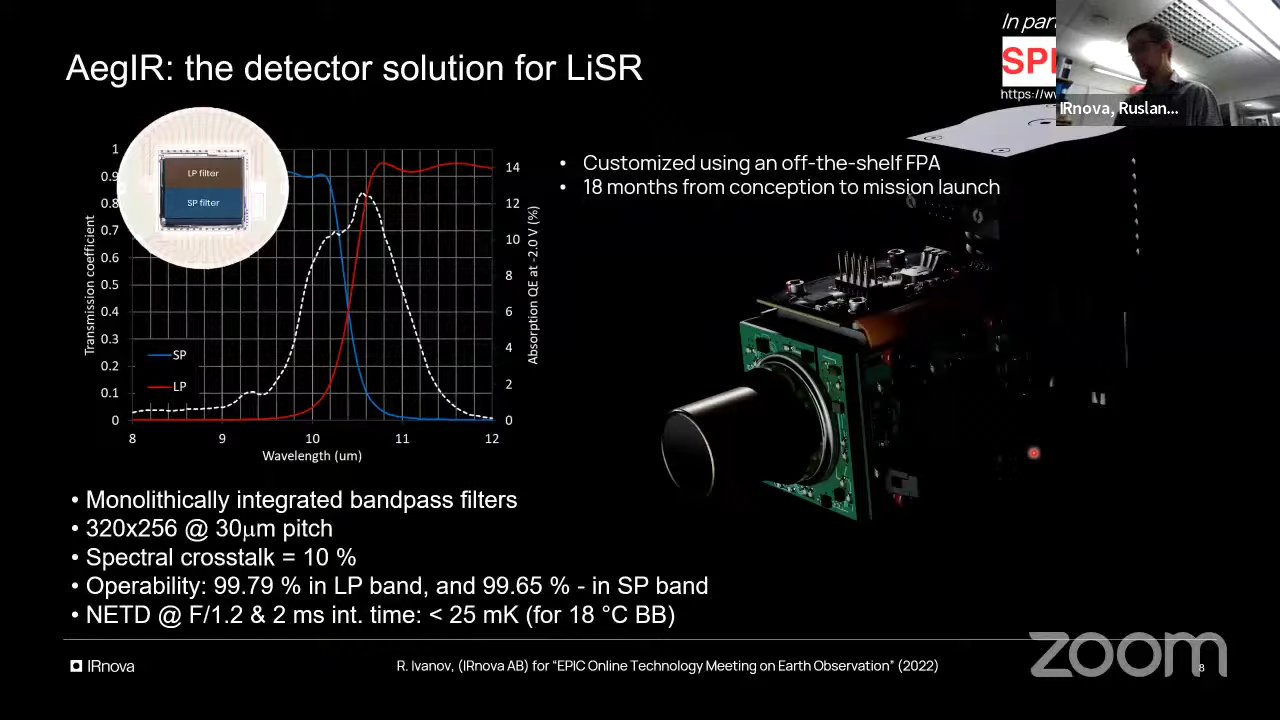 In
AegIR: the detector solution for LiSR
IRnova, Ruslan...
LP filter
SP filter
Transmission coefficient
1
0.9
0.8
0.7
0.6
0.5
0.4
0.3
0.2
0.1
0
SP
LP
8 9 10 11 12
Wavelength (um)
14
12
10
8
6
4
2
0
Absorption QE at -2.0 V (%)
• Customized using an off-the-shelf FPA
• 18 months from conception to mission launch
• Monolithically integrated bandpass filters
• 320x256 @ 30µm pitch
• Spectral crosstalk = 10 %
• Operability: 99.79 % in LP band, and 99.65 % - in SP band
• NETD @ F/1.2 & 2 ms int. time: < 25 mK (for 18 °C BB)
IRnova
R. Ivanov, (IRnova AB) for “EPIC Online Technology Meeting on Earth Observation” (2022)
8
zoom